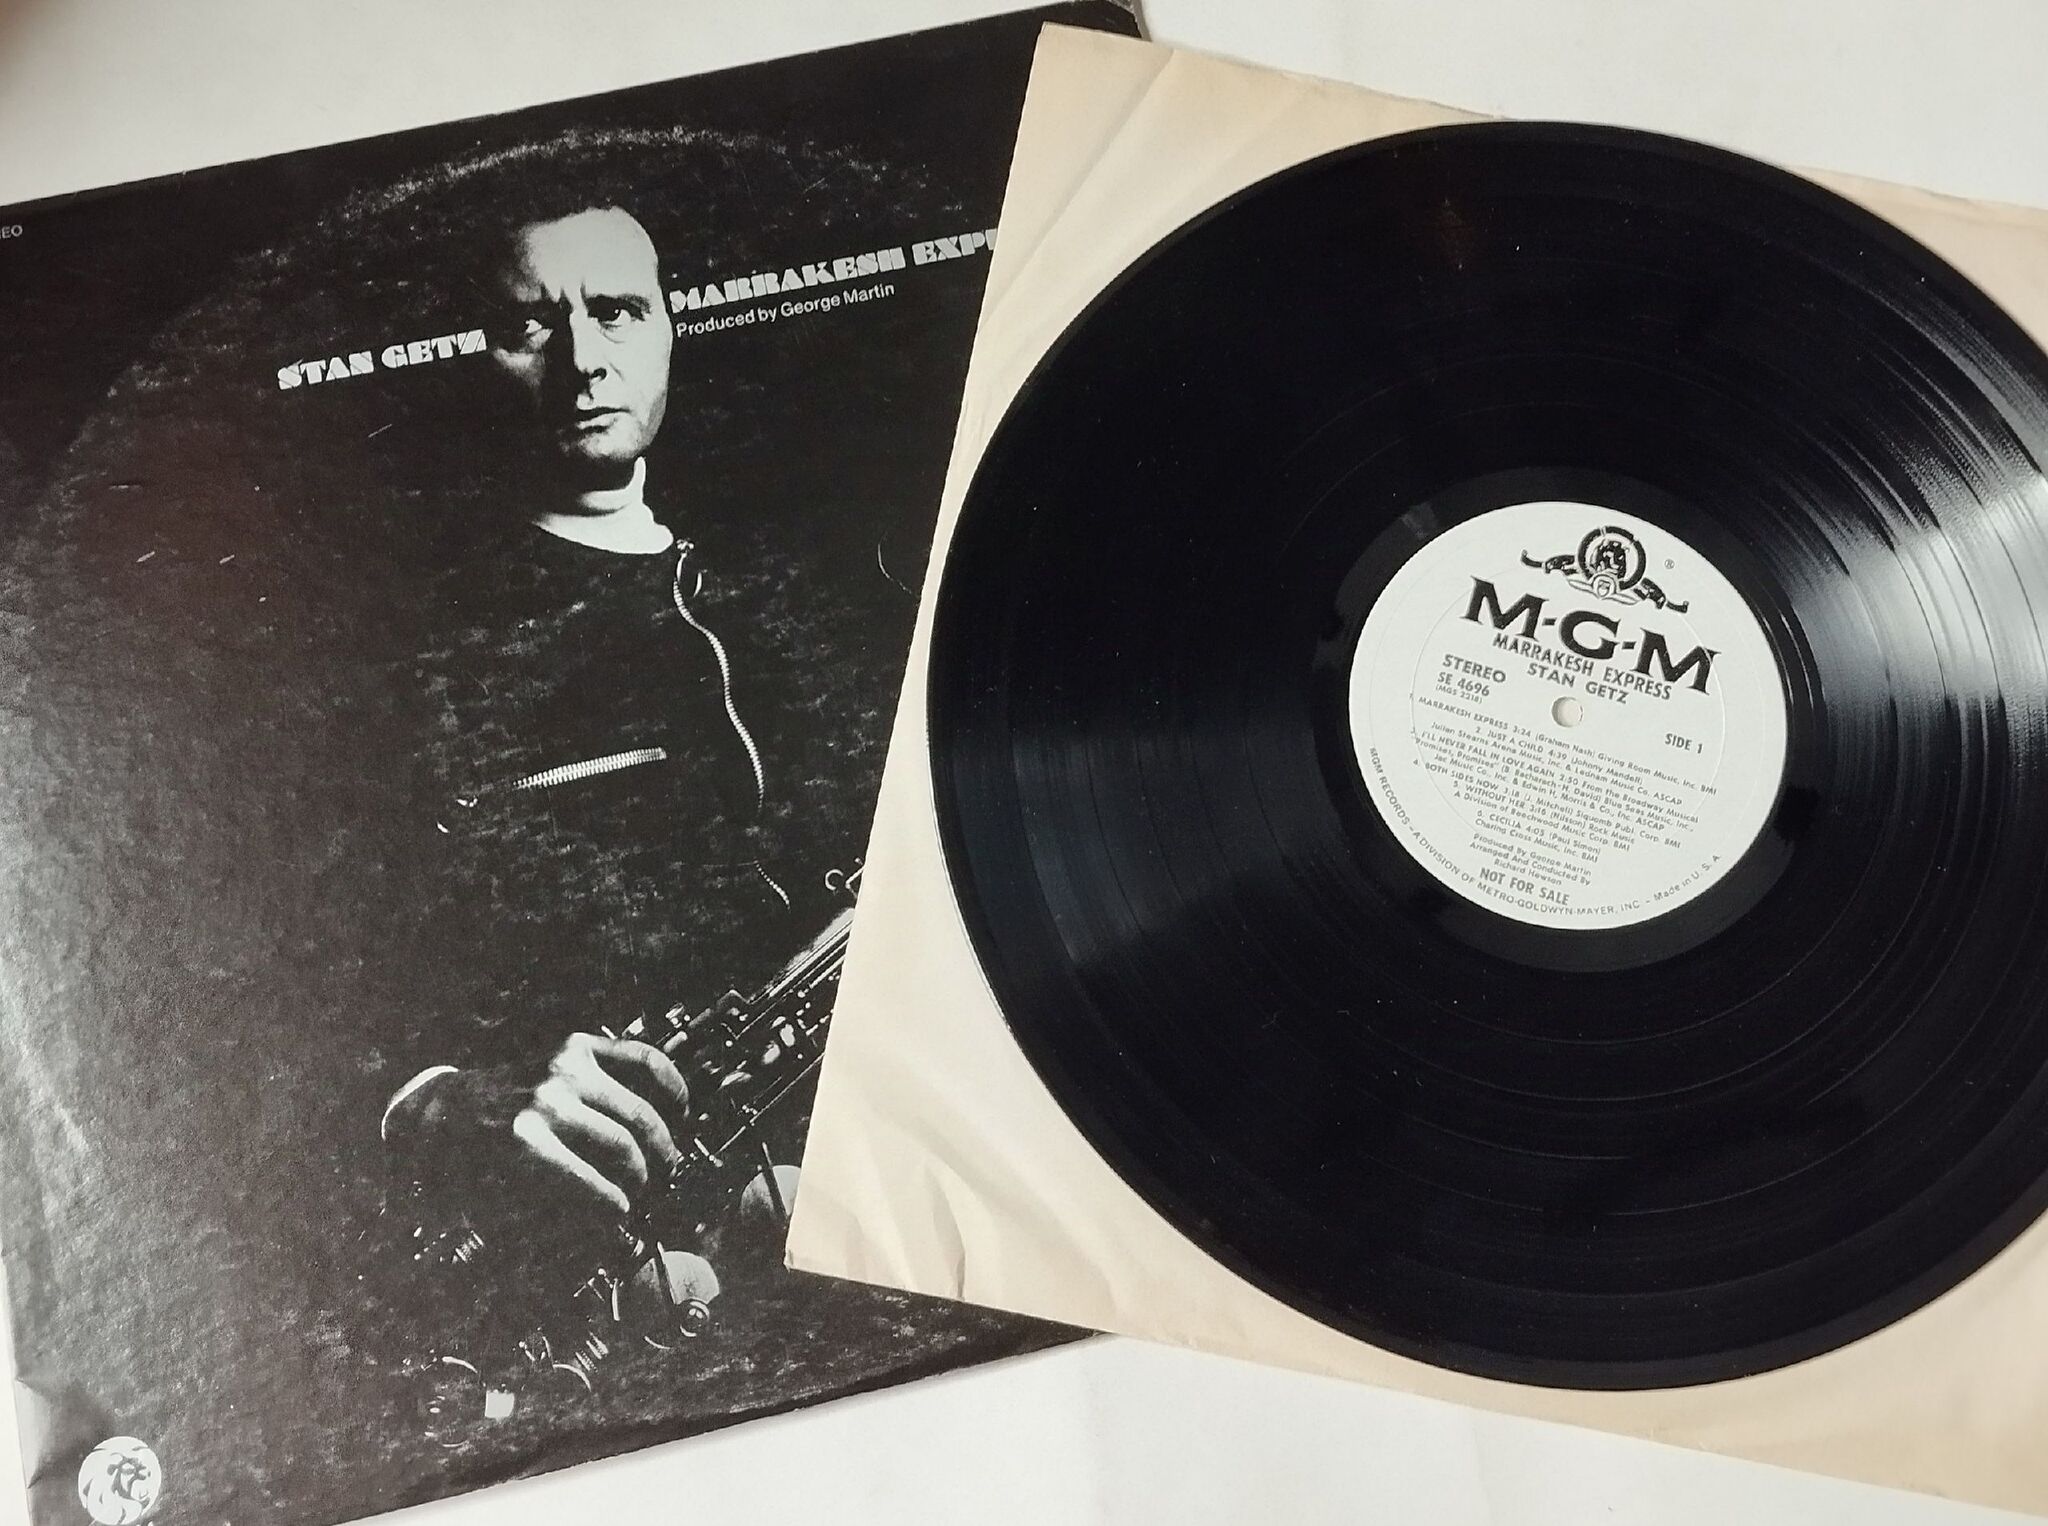 EO
STAN GETZ
MARRAKESH EXP
Produced by George Martin
M-G-M
MARRAKESH EXPRESS
STAN GETZ
STEREO
SE 4696
(MGS 2218)
SIDE 1
1. MARRAKESH EXPRESS 3:24 (Graham Nash) Giving Room Music, Inc. BMI
2. JUST A CHILD 4:39 (Johnny Mandell)
Julian Stearns Arena Music, Inc. & Lednam Music Co. ASCAP
3. I'LL NEVER FALL IN LOVE AGAIN 2:50 From the Broadway Musical
"Promises, Promises" (B. Bacharach-H. David) Blue Seas Music, Inc.,
Jac Music Co., Inc. & Edwin H. Morris & Co., Inc. ASCAP
4. BOTH SIDES NOW 3:18 (J. Mitchell) Siquomb Publ. Corp. BMI
5. WITHOUT HER 3:16 (Nilsson) Rock Music
A Division of Beechwood Music Corp. BMI
6. CECILIA 4:05 (Paul Simon)
Charing Cross Music, Inc. BMI
Produced By George Martin
Arranged And Conducted By
Richard Hewson
NOT FOR SALE
MGM RECORDS - A DIVISION OF METRO-GOLDWYN-MAYER, INC. - Made in U.S.A.